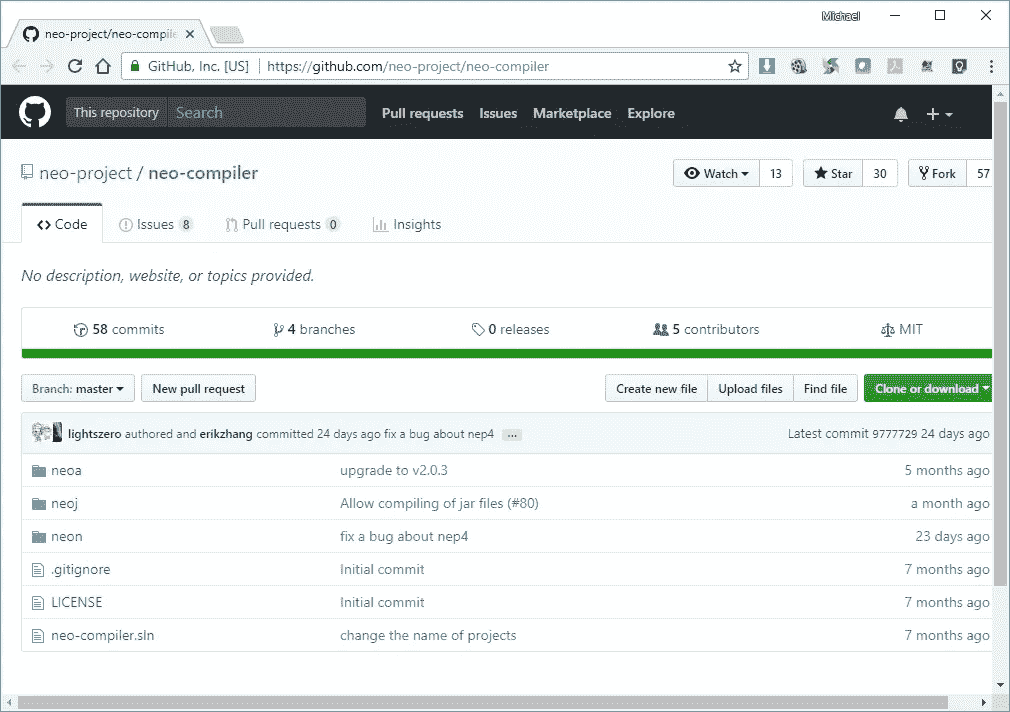 Michael
neo-project/neo-compile
GitHub, Inc. [US] https://github.com/neo-project/neo-compiler
This repository Search Pull requests Issues Marketplace Explore
neo-project / neo-compiler Watch 13 Star 30 Fork 57
Code Issues 8 Pull requests 0 Insights
No description, website, or topics provided.
58 commits 4 branches 0 releases 5 contributors MIT
Branch: master New pull request Create new file Upload files Find file Clone or download
lightszero authored and erikzhang committed 24 days ago fix a bug about nep4 ... Latest commit 9777729 24 days ago
neoa upgrade to v2.0.3 5 months ago
neoj Allow compiling of jar files (#80) a month ago
neon fix a bug about nep4 23 days ago
.gitignore Initial commit 7 months ago
LICENSE Initial commit 7 months ago
neo-compiler.sln change the name of projects 7 months ago